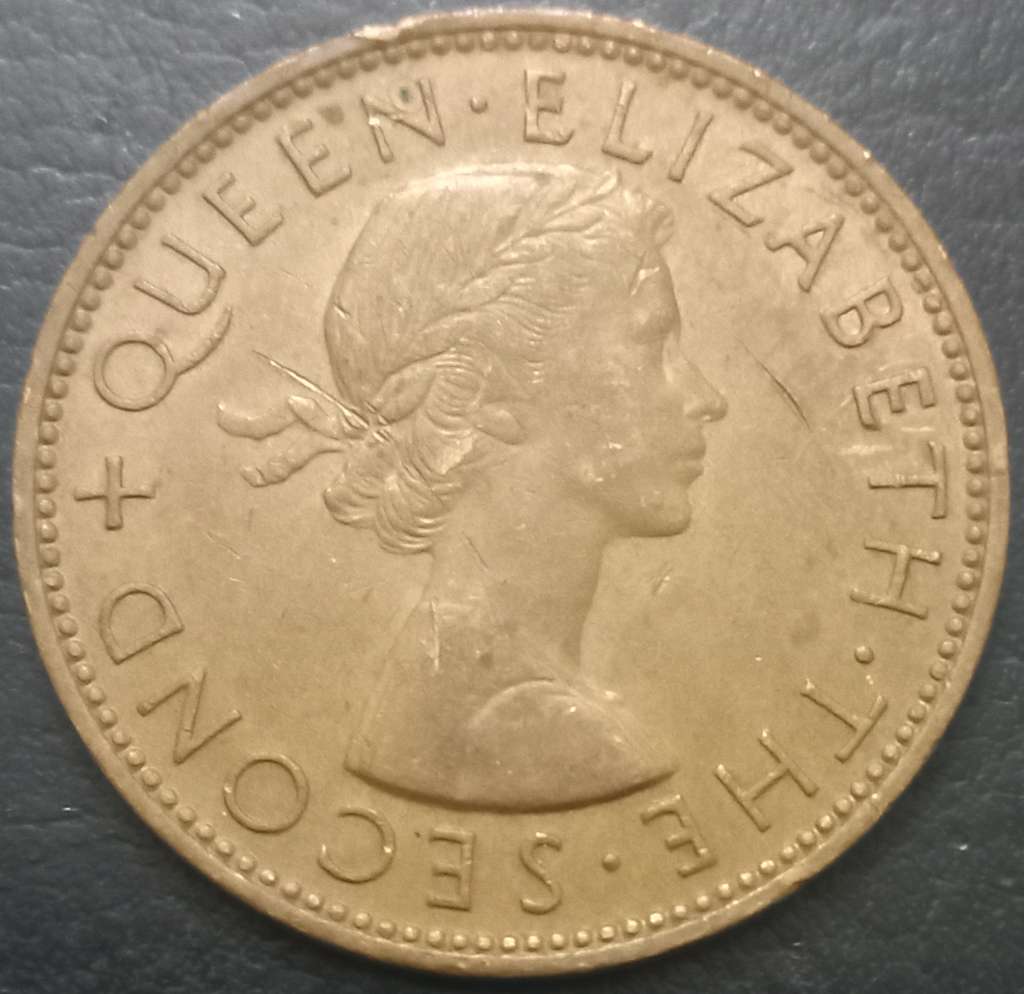 + QUEEN · ELIZABETH · THE · SECOND